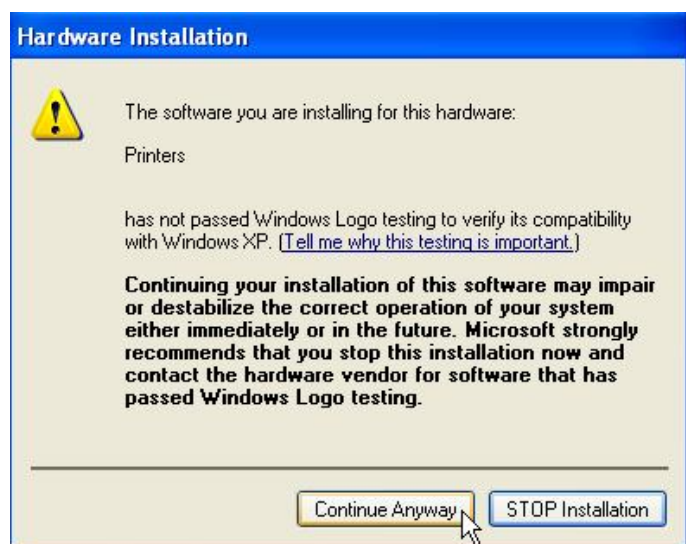 Hardware Installation
The software you are installing for this hardware:
Printers
has not passed Windows Logo testing to verify its compatibility
with Windows XP. (Tell me why this testing is important.)
Continuing your installation of this software may impair
or destabilize the correct operation of your system
either immediately or in the future. Microsoft strongly
recommends that you stop this installation now and
contact the hardware vendor for software that has
passed Windows Logo testing.
Continue Anyway STOP Installation